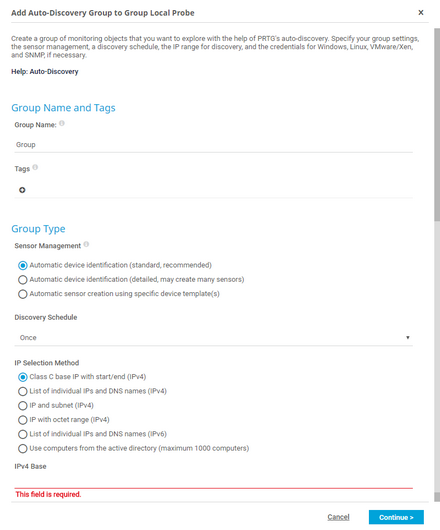 Add Auto-Discovery Group to Group Local Probe
×
Create a group of monitoring objects that you want to explore with the help of PRTG's auto-discovery. Specify your group settings,
the sensor management, a discovery schedule, the IP range for discovery, and the credentials for Windows, Linux, VMware/Xen,
and SNMP, if necessary.
Help: Auto-Discovery
Group Name and Tags
Group Name:
Group
Tags
Group Type
Sensor Management
Automatic device identification (standard, recommended)
Automatic device identification (detailed, may create many sensors)
Automatic sensor creation using specific device template(s)
Discovery Schedule
Once
IP Selection Method
Class C base IP with start/end (IPv4)
List of individual IPs and DNS names (IPv4)
IP and subnet (IPv4)
IP with octet range (IPv4)
List of individual IPs and DNS names (IPv6)
Use computers from the active directory (maximum 1000 computers)
IPv4 Base
This field is required.
Cancel
Continue >